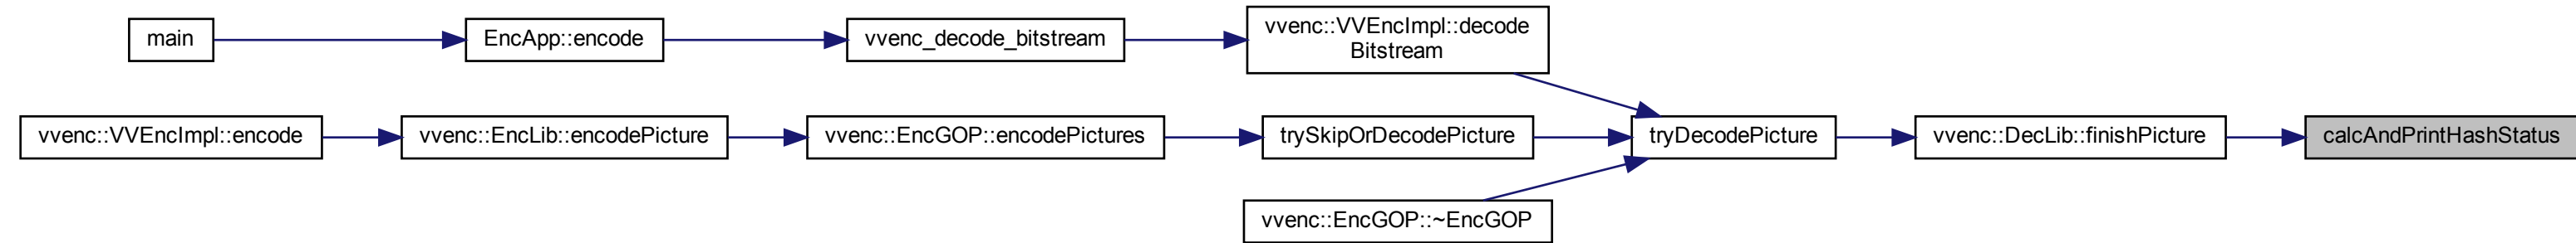 main
EncApp::encode
vvenc_decode_bitstream
vvenc::VVEncImpl::decode
Bitstream
vvenc::VVEncImpl::encode
vvenc::EncLib::encodePicture
vvenc::EncGOP::encodePictures
trySkipOrDecodePicture
tryDecodePicture
vvenc::DecLib::finishPicture
calcAndPrintHashStatus
vvenc::EncGOP::~EncGOP